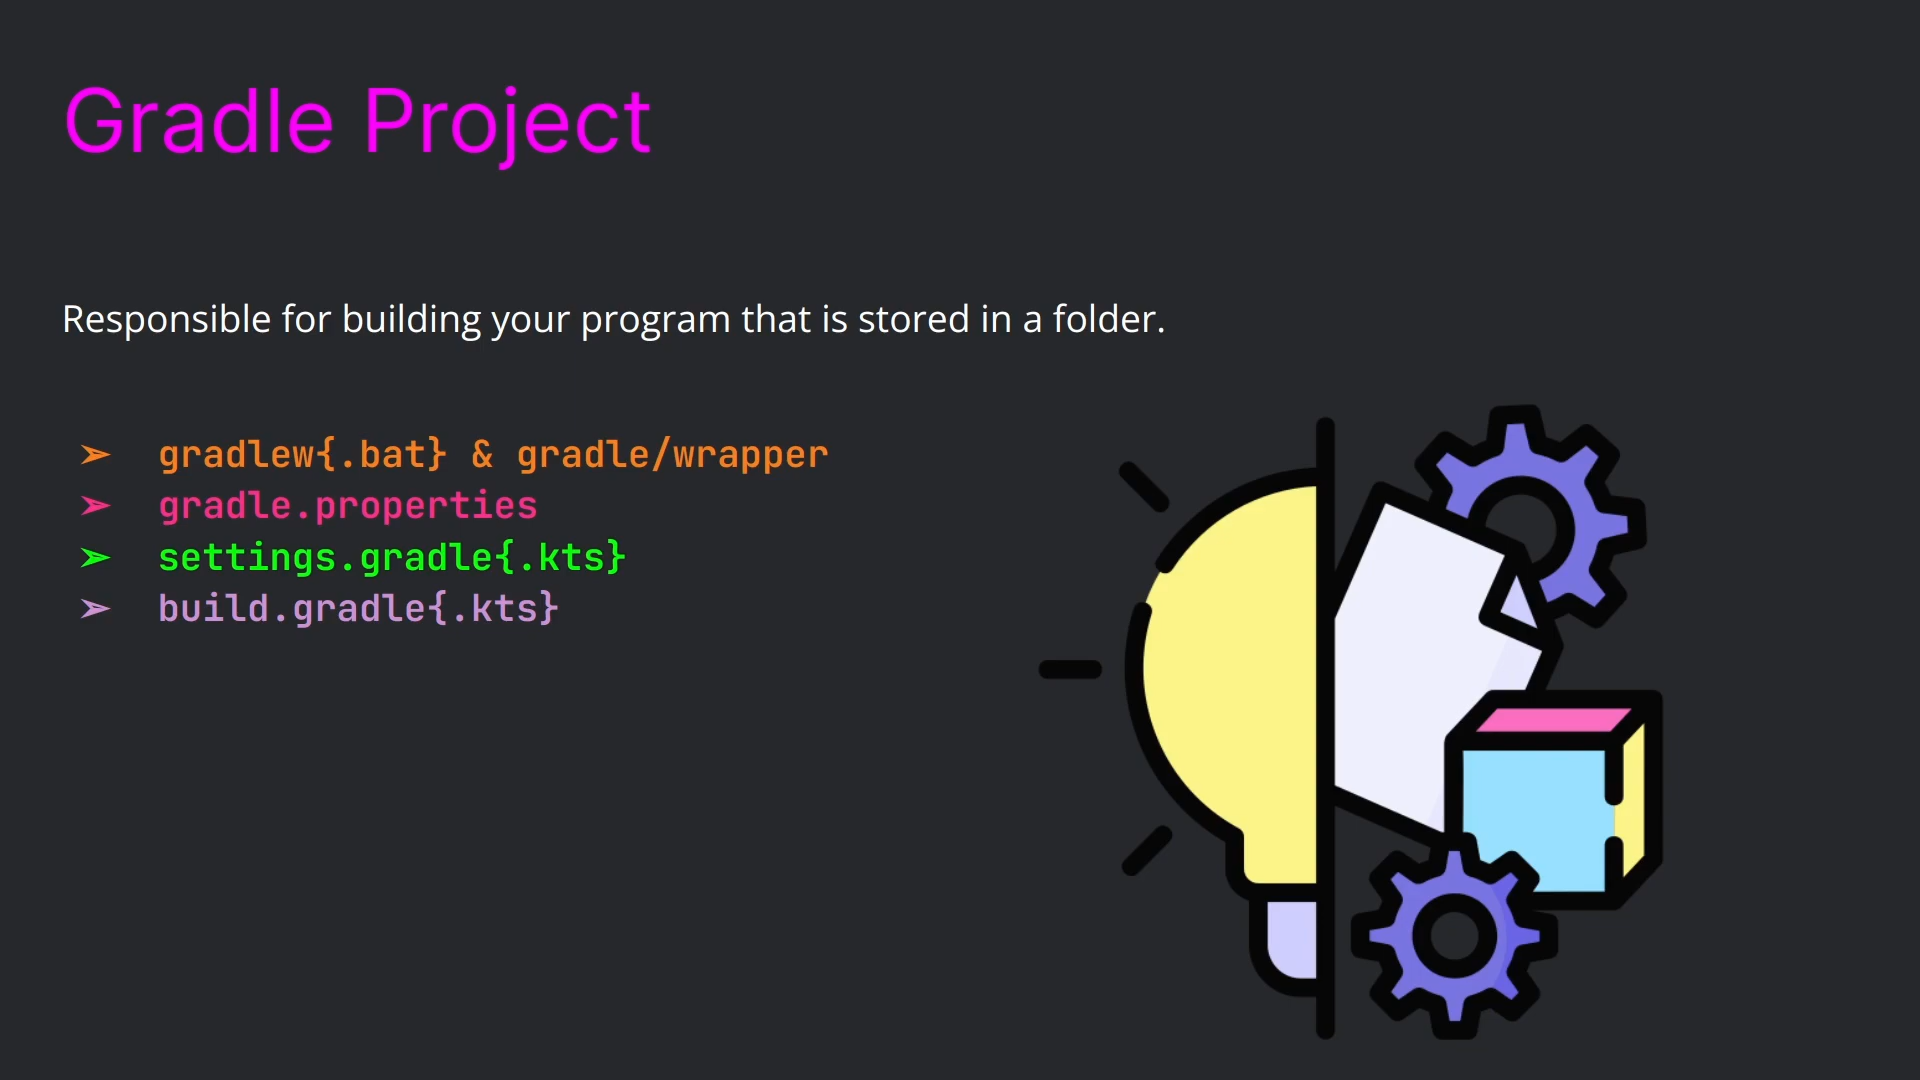 Gradle Project
Responsible for building your program that is stored in a folder.
➢ gradlew{.bat} & gradle/wrapper
➢ gradle.properties
➢ settings.gradle{.kts}
➢ build.gradle{.kts}